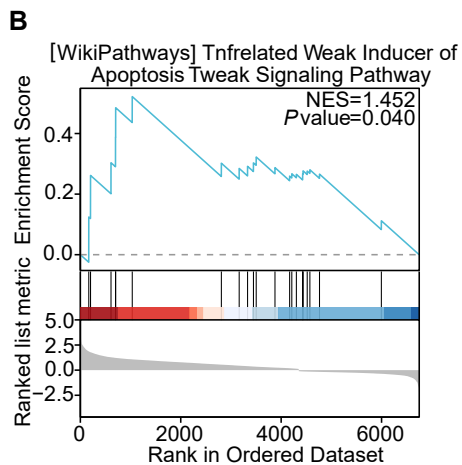 B
[WikiPathways] Tnfrelated Weak Inducer of
Apoptosis Tweak Signaling Pathway
NES=1.452
Pvalue=0.040
Enrichment Score
0.4
0.2
0.0
Ranked list metric
5.0
2.5
0.0
−2.5
0 2000 4000 6000
Rank in Ordered Dataset